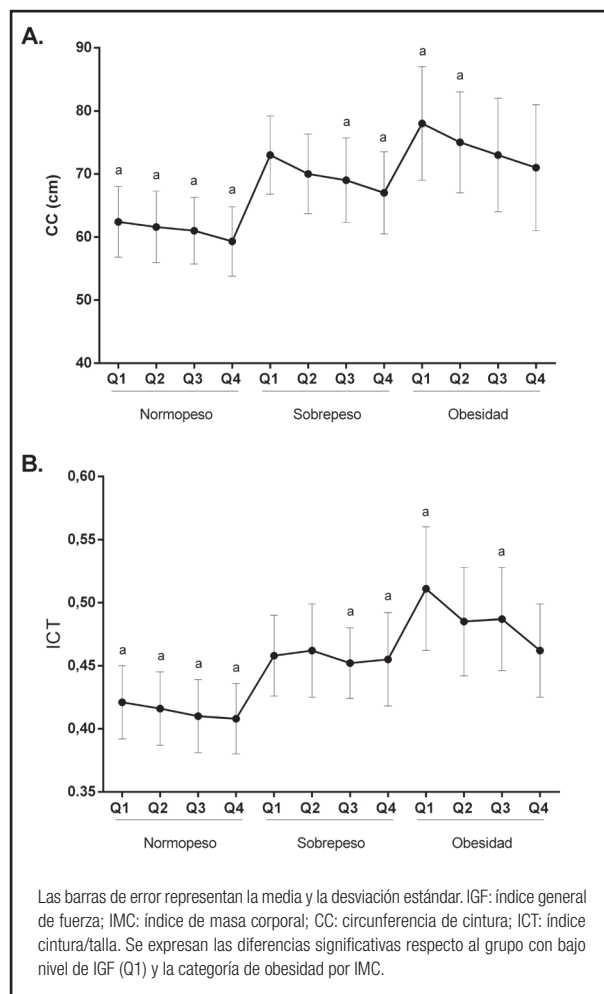 A.
90
a
a
a
a
a
a
a
a
80
70
60
50
40
CC (cm)
Q1 Q2 Q3 Q4 Q1 Q2 Q3 Q4 Q1 Q2 Q3 Q4
Normopeso Sobrepeso Obesidad
B.
0,60
a
a
a
a
a
a
a
a
0,55
0,50
0,45
0,40
0.35
ICT
Q1 Q2 Q3 Q4 Q1 Q2 Q3 Q4 Q1 Q2 Q3 Q4
Normopeso Sobrepeso Obesidad
Las barras de error representan la media y la desviación estándar. IGF: índice general
de fuerza; IMC: índice de masa corporal; CC: circunferencia de cintura; ICT: índice
cintura/talla. Se expresan las diferencias significativas respecto al grupo con bajo
nivel de IGF (Q1) y la categoría de obesidad por IMC.